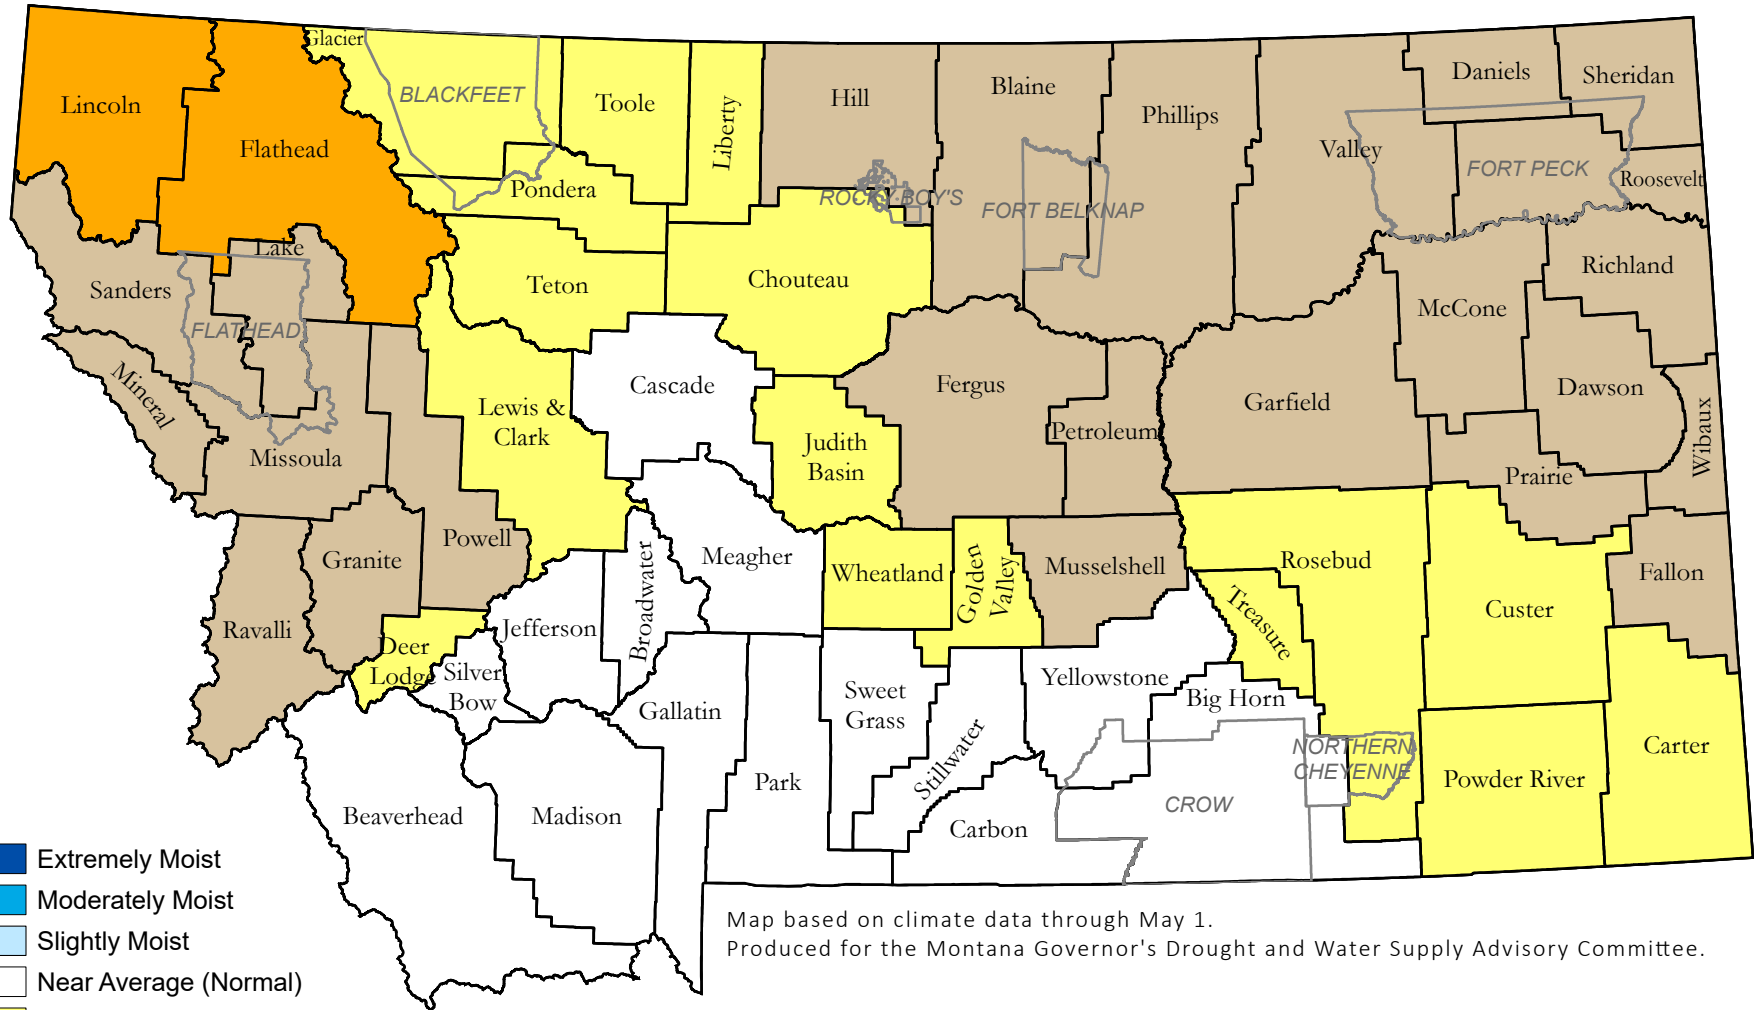 Glacier
Lincoln
Flathead
BLACKFEET
Toole
Liberty
Hill
Blaine
Phillips
Daniels
Sheridan
Valley
FORT PECK
Roosevelt
Pondera
ROCKY BOY'S
FORT BELKNAP
Lake
Sanders
FLATHEAD
Teton
Chouteau
Richland
McCone
Mineral
Cascade
Fergus
Petroleum
Garfield
Dawson
Wibaux
Lewis &
Clark
Judith
Basin
Missoula
Prairie
Powell
Granite
Meagher
Broadwater
Wheatland
Golden
Valley
Musselshell
Rosebud
Treasure
Custer
Fallon
Ravalli
Deer
Lodge
Jefferson
Silver
Bow
Gallatin
Sweet
Grass
Yellowstone
Big Horn
Stillwater
Park
NORTHERN
CHEYENNE
Powder River
Carter
CROW
Beaverhead
Madison
Carbon
Extremely Moist
Moderately Moist
Slightly Moist
Near Average (Normal)
Map based on climate data through May 1.
Produced for the Montana Governor's Drought and Water Supply Advisory Committee.